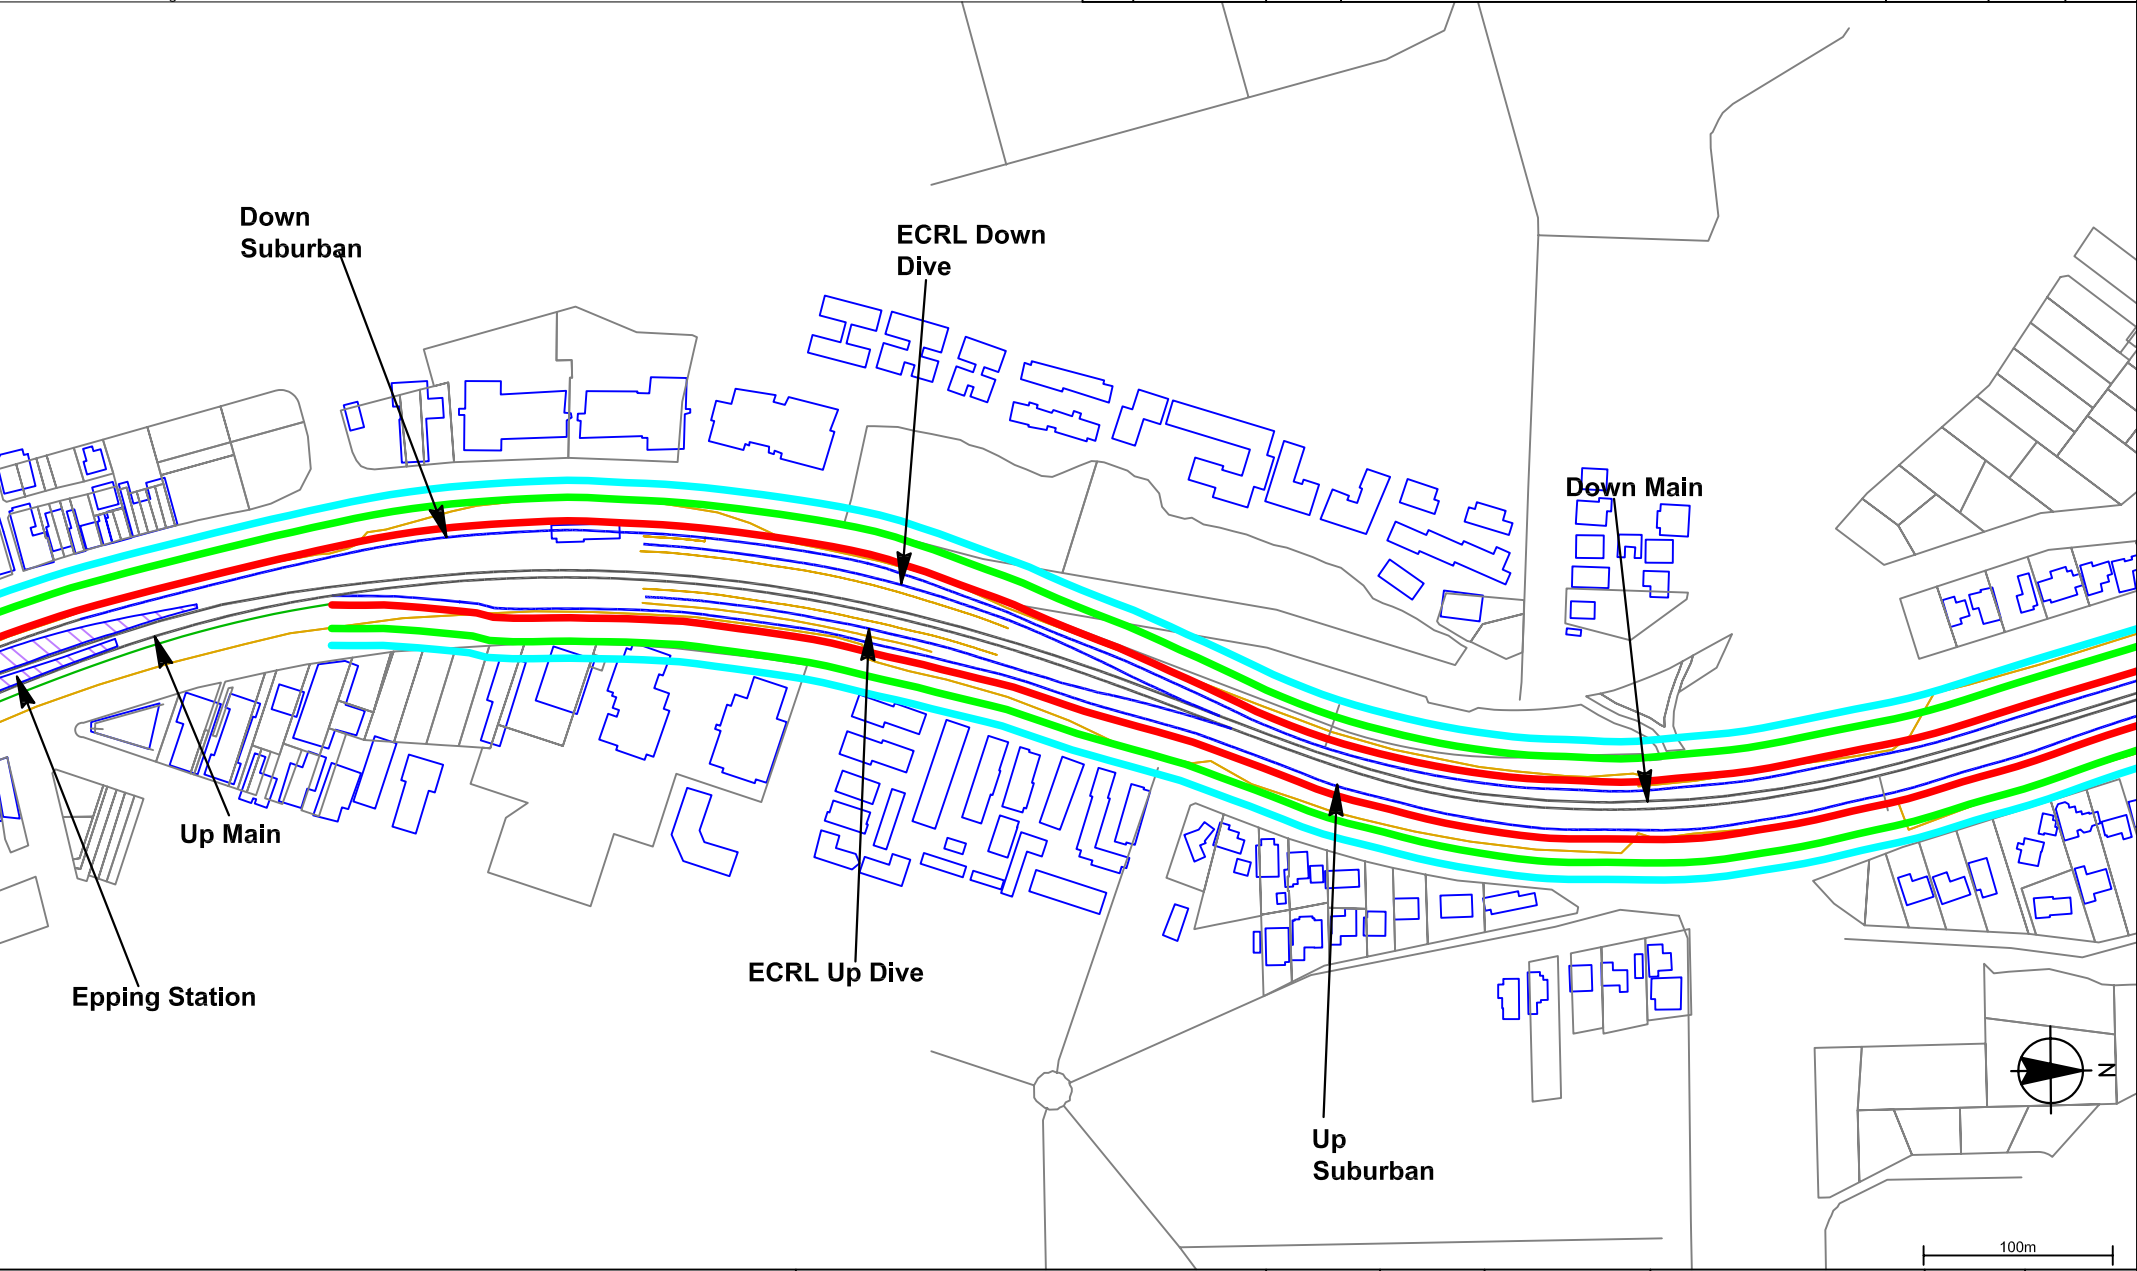 Down
Suburban
ECRL Down
Dive
Down Main
Up Main
ECRL Up Dive
Epping Station
Up
Suburban
N
100m